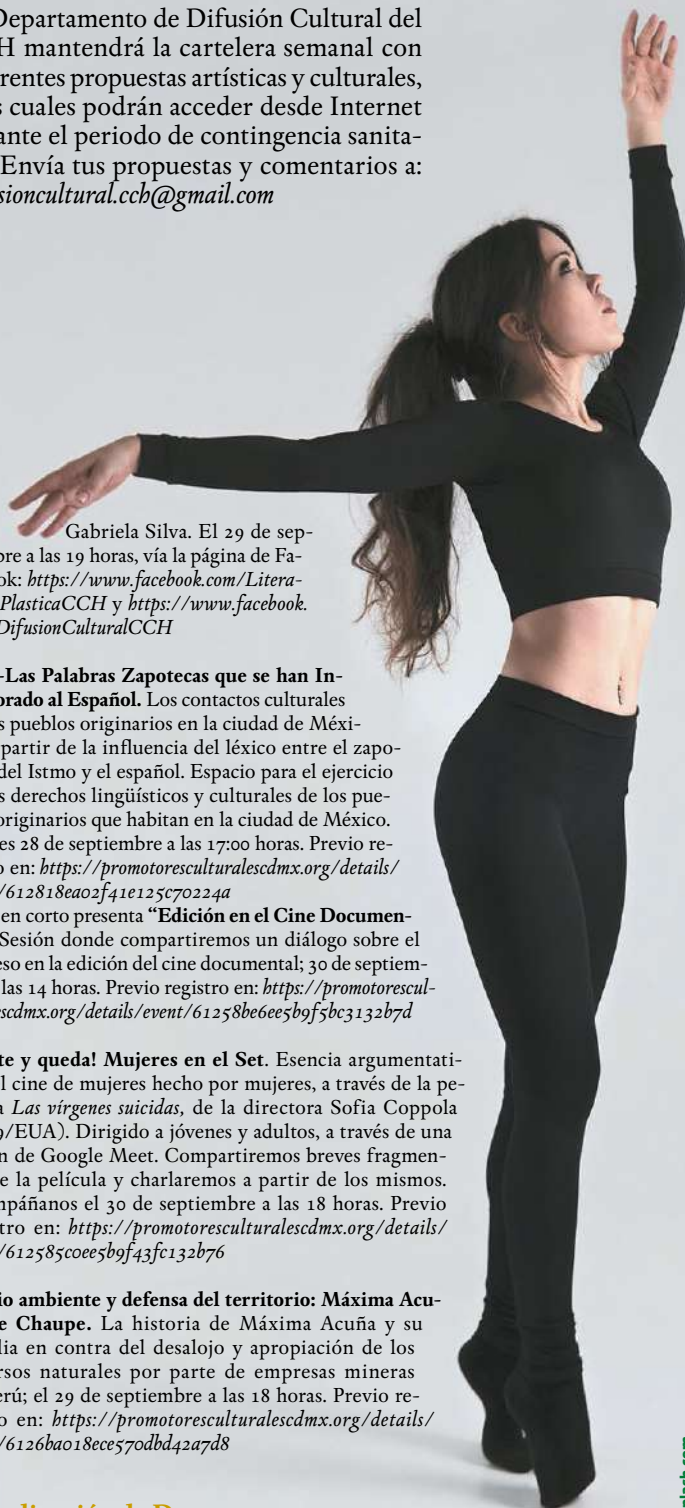 Departamento de Difusión Cultural del
H mantendrá la cartelera semanal con
rentes propuestas artísticas y culturales,
s cuales podrán acceder desde Internet
ante el periodo de contingencia sanita-
Envía tus propuestas y comentarios a:
sioncultural.cch@gmail.com
Gabriela Silva. El 29 de sep-
bre a las 19 horas, vía la página de Fa-
ok: https://www.facebook.com/Litera-
PlasticaCCH y https://www.facebook.
DifusionCulturalCCH
-Las Palabras Zapotecas que se han In-
orado al Español. Los contactos culturales
s pueblos originarios en la ciudad de Méxi-
partir de la influencia del léxico entre el zapo-
del Istmo y el español. Espacio para el ejercicio
s derechos lingüísticos y culturales de los pue-
originarios que habitan en la ciudad de México.
es 28 de septiembre a las 17:00 horas. Previo re-
o en: https://promotoresculturalescdmx.org/details/
/612818ea02f41e125c70224a
en corto presenta “Edición en el Cine Documen-
Sesión donde compartiremos un diálogo sobre el
eso en la edición del cine documental; 30 de septiem-
las 14 horas. Previo registro en: https://promotorescul-
escdmx.org/details/event/61258be6ee5b9f5bc3132b7d
te y queda! Mujeres en el Set. Esencia argumentati-
l cine de mujeres hecho por mujeres, a través de la pe-
a Las vírgenes suicidas, de la directora Sofia Coppola
9/EUA). Dirigido a jóvenes y adultos, a través de una
n de Google Meet. Compartiremos breves fragmen-
e la película y charlaremos a partir de los mismos.
mpáñanos el 30 de septiembre a las 18 horas. Previo
tro en: https://promotoresculturalescdmx.org/details/
/612585c0ee5b9f43fc132b76
io ambiente y defensa del territorio: Máxima Acu-
e Chaupe. La historia de Máxima Acuña y su
lia en contra del desalojo y apropiación de los
rsos naturales por parte de empresas mineras
erú; el 29 de septiembre a las 18 horas. Previo re-
o en: https://promotoresculturalescdmx.org/details/
/6126ba018ece570dbd42a7d8